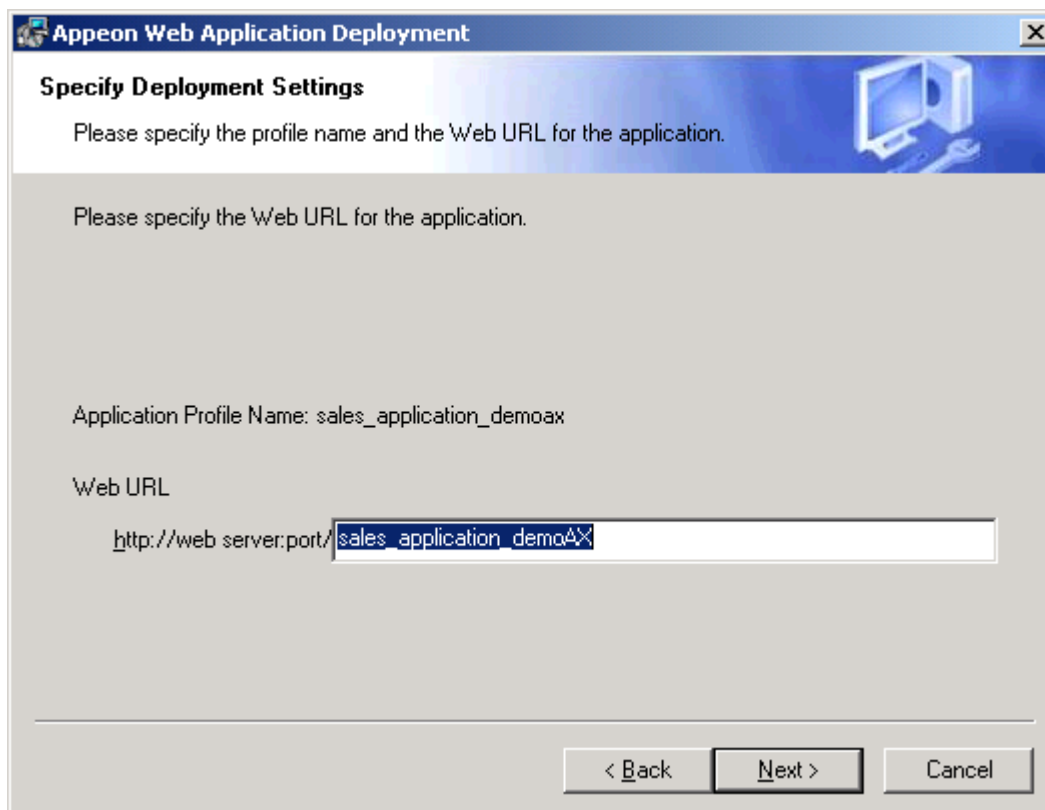 Appeon Web Application Deployment
Specify Deployment Settings
Please specify the profile name and the Web URL for the application.
Please specify the Web URL for the application.
Application Profile Name: sales_application_demoax
Web URL
http://web server:port/ sales_application_demoAX
< Back Next > Cancel